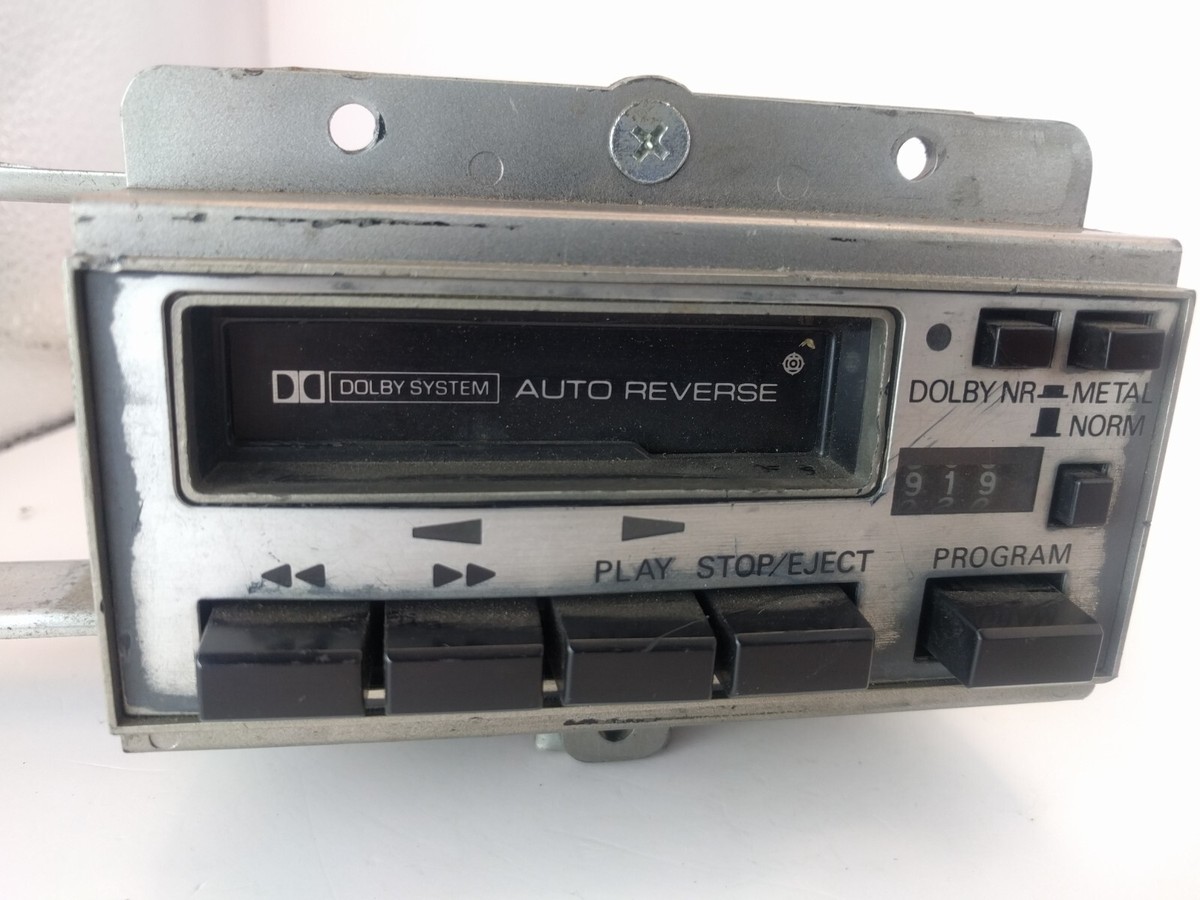 DOLBY SYSTEM AUTO REVERSE
DOLBY NR METAL
NORM
919
PLAY STOP/EJECT PROGRAM